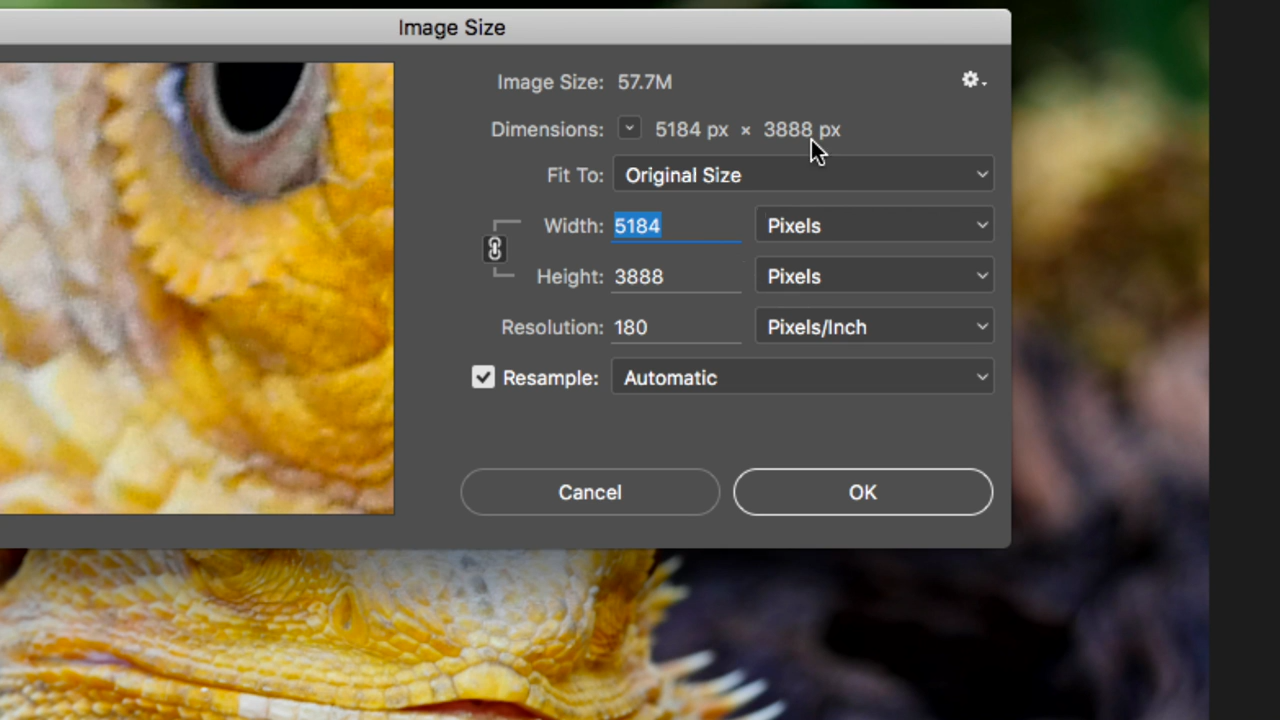 Image Size
Image Size: 57.7M
Dimensions: 5184 px × 3888 px
Fit To: Original Size
Width: 5184 Pixels
Height: 3888 Pixels
Resolution: 180 Pixels/Inch
Resample: Automatic
Cancel OK